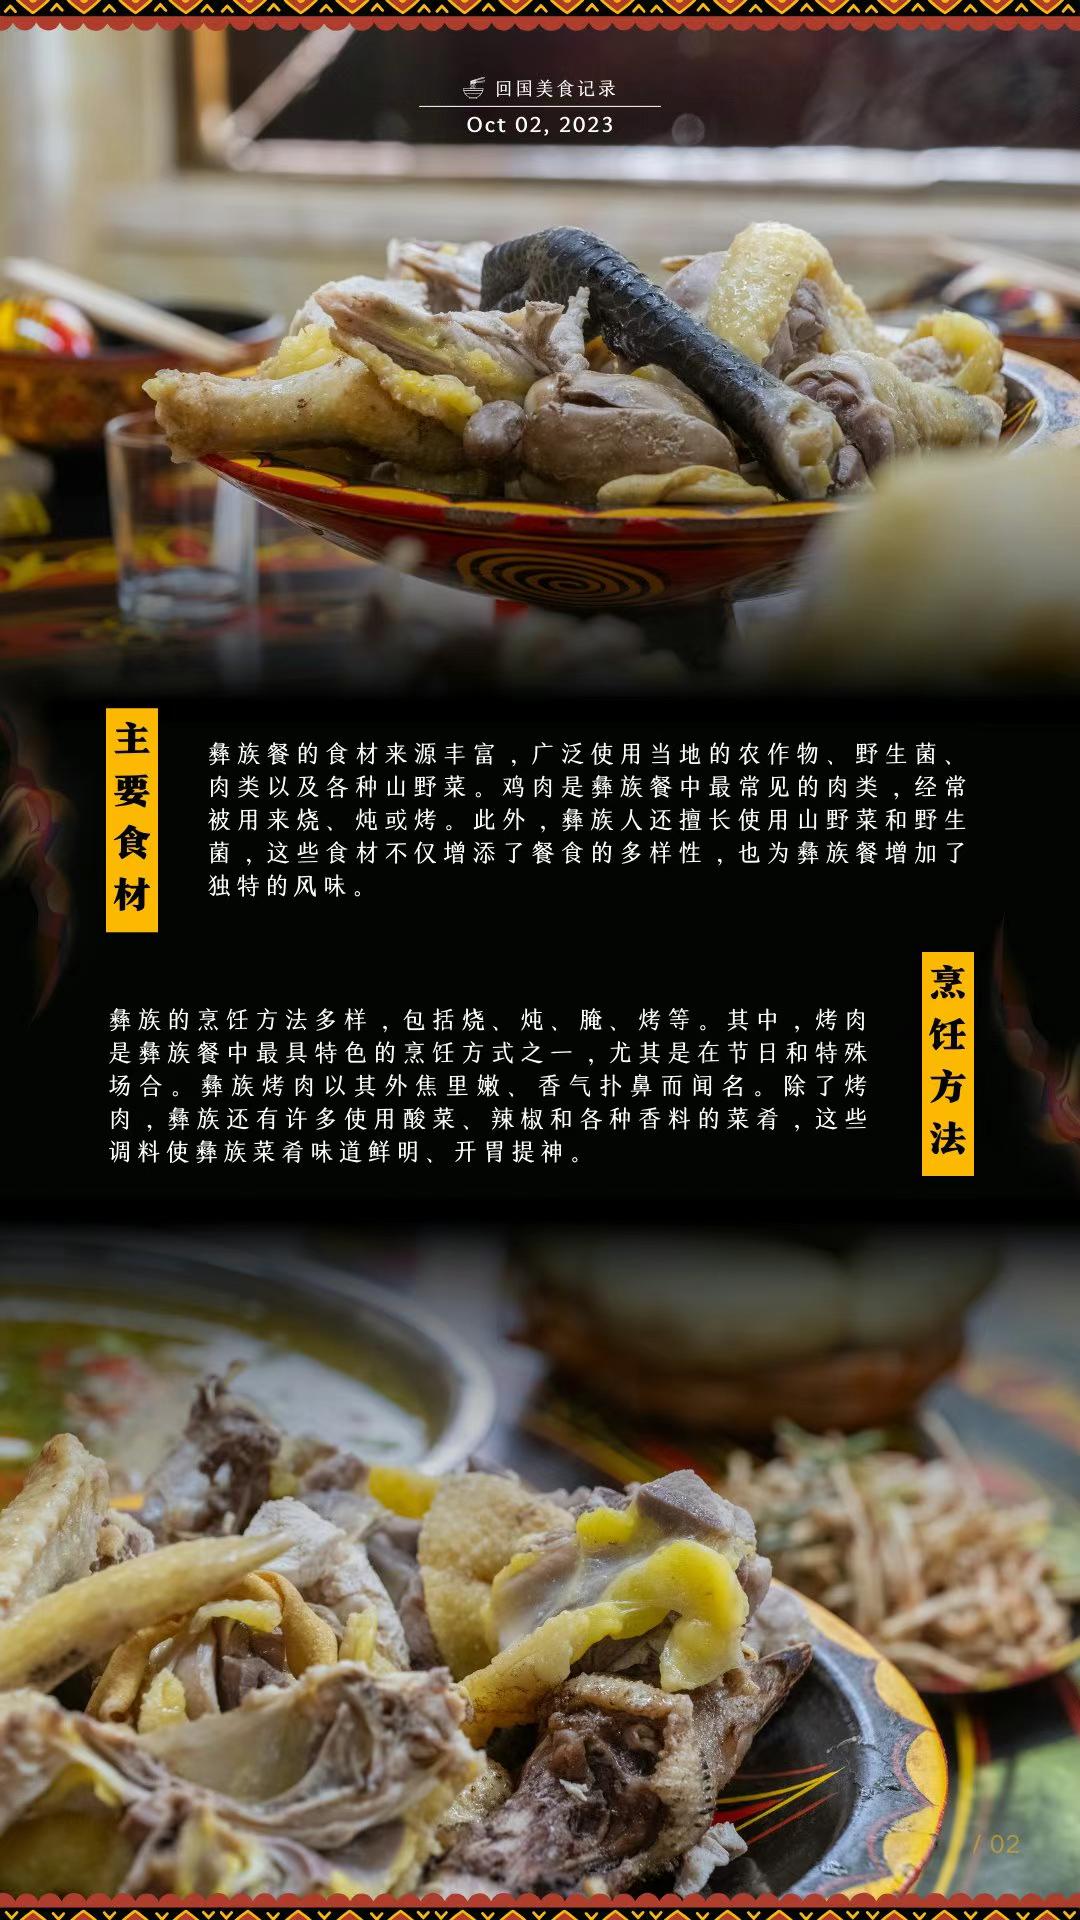 回国美食记录
Oct 02, 2023
主要食材
彝族餐的食材来源丰富，广泛使用当地的农作物、野生菌、
肉类以及各种山野菜。鸡肉是彝族餐中最常见的肉类，经常
被用来烧、炖或烤。此外，彝族人还擅长使用山野菜和野生
菌，这些食材不仅增添了餐食的多样性，也为彝族餐增加了
独特的风味。
烹饪方法
彝族的烹饪方法多样，包括烧、炖、腌、烤等。其中，烤肉
是彝族餐中最具特色的烹饪方式之一，尤其是在节日和特殊
场合。彝族烤肉以其外焦里嫩、香气扑鼻而闻名。除了烤
肉，彝族还有许多使用酸菜、辣椒和各种香料的菜肴，这些
调料使彝族菜肴味道鲜明、开胃提神。
/ 02